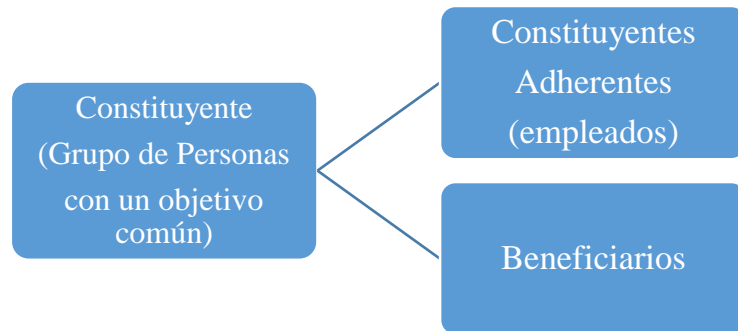 Constituyente
(Grupo de Personas
con un objetivo
común)
Constituyentes
Adherentes
(empleados)
Beneficiarios